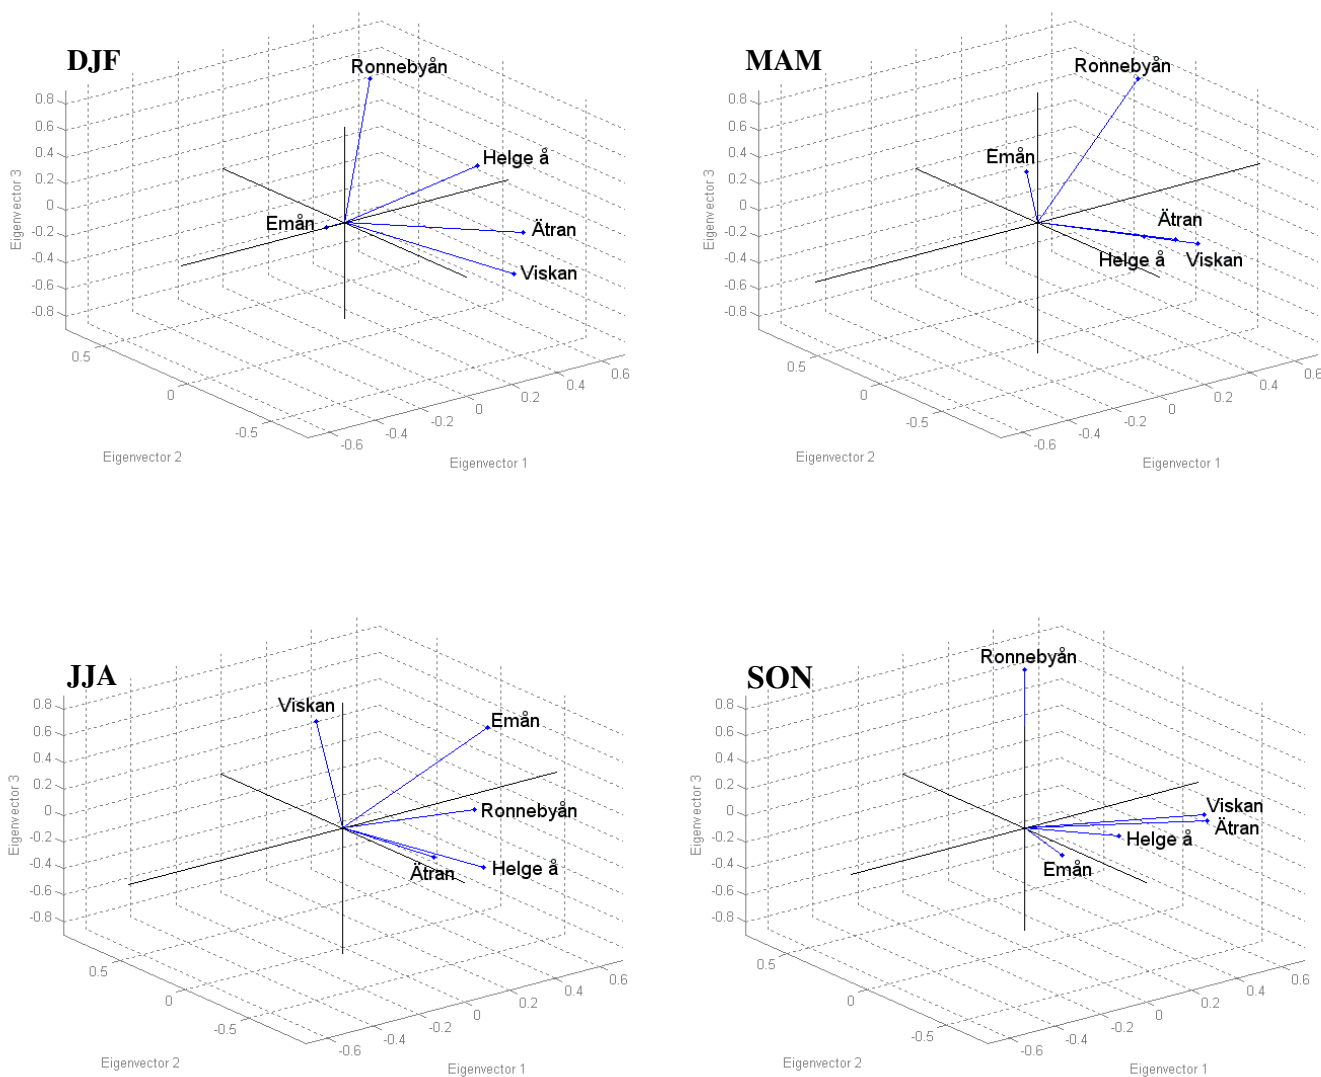 DJF
Ronnebyån
Helge å
Emån
Ätran
Viskan
0.8
0.6
0.4
0.2
0
-0.2
-0.4
-0.6
-0.8
Eigenvector 3
0.5
0
-0.5
Eigenvector 2
-0.6
-0.4
-0.2
0
0.2
0.4
0.6
Eigenvector 1
MAM
Ronnebyån
Emån
Ätran
Helge å
Viskan
0.8
0.6
0.4
0.2
0
-0.2
-0.4
-0.6
-0.8
Eigenvector 3
0.5
0
-0.5
Eigenvector 2
-0.6
-0.4
-0.2
0
0.2
0.4
0.6
Eigenvector 1
JJA
Viskan
Emån
Ronnebyån
Ätran
Helge å
0.8
0.6
0.4
0.2
0
-0.2
-0.4
-0.6
-0.8
Eigenvector 3
0.5
0
-0.5
Eigenvector 2
-0.6
-0.4
-0.2
0
0.2
0.4
0.6
Eigenvector 1
SON
Ronnebyån
Viskan
Ätran
Helge å
Emån
0.8
0.6
0.4
0.2
0
-0.2
-0.4
-0.6
-0.8
Eigenvector 3
0.5
0
-0.5
Eigenvector 2
-0.6
-0.4
-0.2
0
0.2
0.4
0.6
Eigenvector 1